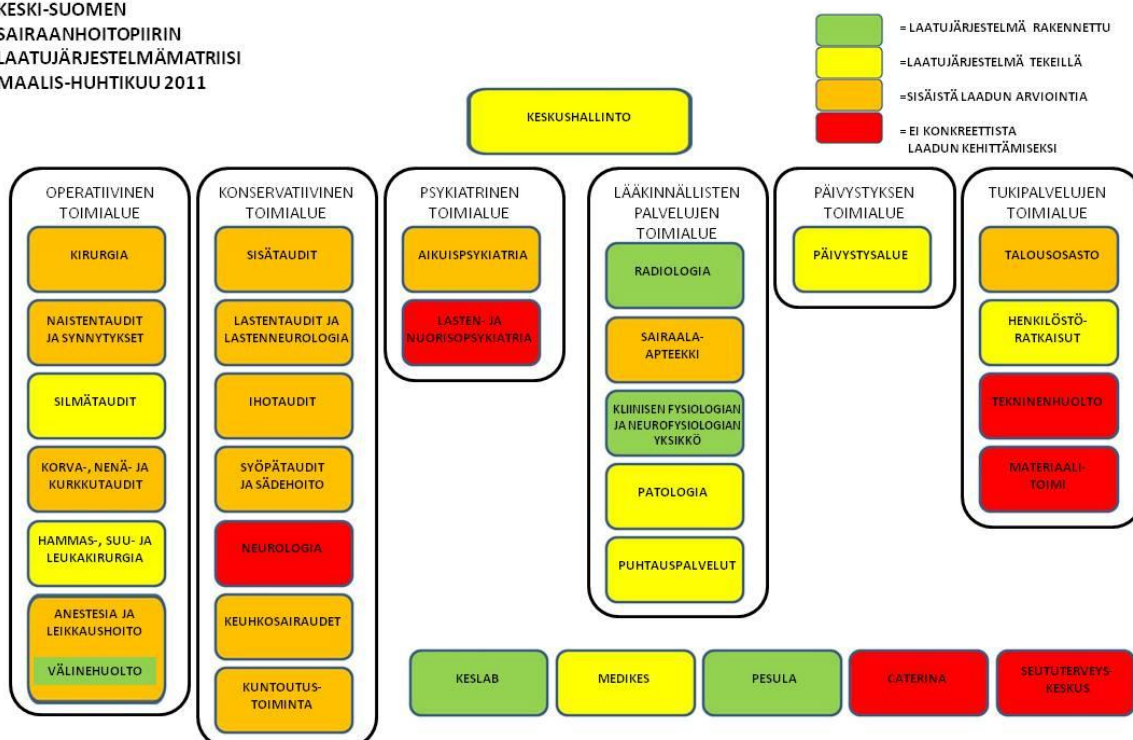 KESKI-SUOMEN
SAIRAANHOITOPIIRIN
LAATUJÄRJESTELMÄMATRIISI
MAALIS-HUHTIKUU 2011
= LAATUJÄRJESTELMÄ RAKENNETTU
=LAATUJÄRJESTELMÄ TEKEILLÄ
=SISÄISTÄ LAADUN ARVIOINTIA
= EI KONKREETTISTA
LAADUN KEHITTÄMISEKSI
KESKUSHALLINTO
OPERATIIVINEN
TOIMIALUE
KIRURGIA
NAISTENTAUDIT
JA SYNNYTYKSET
SILMÄTAUDIT
KORVA-, NENÄ- JA
KURKKUTAUDIT
HAMMAS-, SUU- JA
LEUKAKIRURGIA
ANESTESIA JA
LEIKKAUSHOITO
VÄLINEHUOLTO
KONSERVATIIVINEN
TOIMIALUE
SISÄTAUDIT
LASTENTAUDIT JA
LASTENNEUROLOGIA
IHOTAUDIT
SYÖPÄTAUDIT
JA SÄDEHOITO
NEUROLOGIA
KEUHKOSAIRAUDET
KUNTOUTUS-
TOIMINTA
PSYKIATRINEN
TOIMIALUE
AIKUISPSYKIATRIA
LASTEN- JA
NUORISOPSYKIATRIA
LÄÄKINNÄLLISTEN
PALVELUJEN
TOIMIALUE
RADIOLOGIA
SAIRAALA-
APTEEKKI
KLIINISEN FYSIOLOGIAN
JA NEUROFYSIOLOGIAN
YKSIKKÖ
PATOLOGIA
PUHTAUSPALVELUT
PÄIVYSTYKSEN
TOIMIALUE
PÄIVYSTYSALUE
TUKIPALVELUJEN
TOIMIALUE
TALOUSOSASTO
HENKILÖSTÖ-
RATKAISUT
TEKNINENHUOLTO
MATERIAALI-
TOIMI
KESLAB
MEDIKES
PESULA
CATERINA
SEUTUTERVEYS-
KESKUS